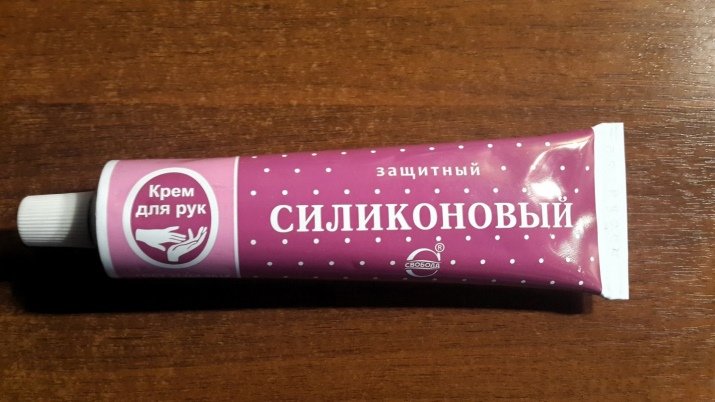 Крем
для рук
защитный
СИЛИКОНОВЫЙ
®
СВОБОДА